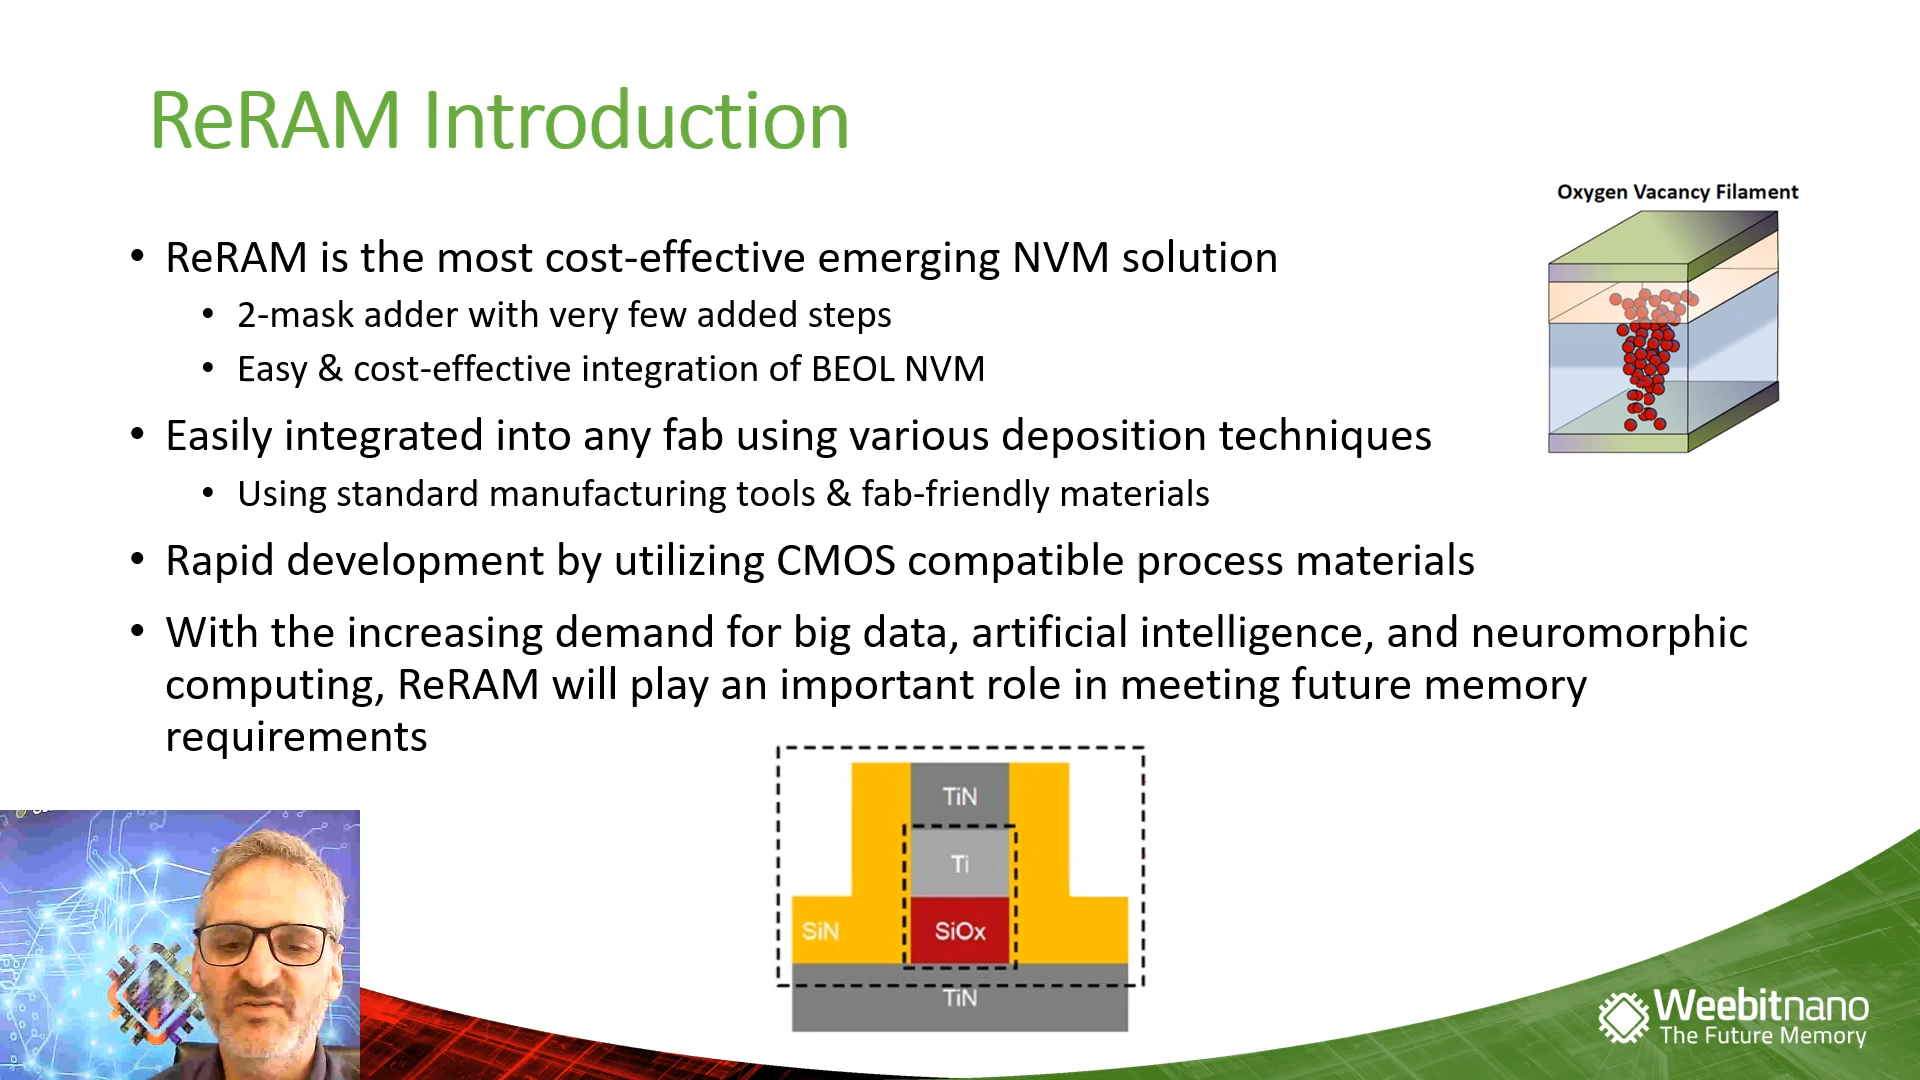 ReRAM Introduction
Oxygen Vacancy Filament
• ReRAM is the most cost-effective emerging NVM solution
• 2-mask adder with very few added steps
• Easy & cost-effective integration of BEOL NVM
• Easily integrated into any fab using various deposition techniques
• Using standard manufacturing tools & fab-friendly materials
• Rapid development by utilizing CMOS compatible process materials
• With the increasing demand for big data, artificial intelligence, and neuromorphic
computing, ReRAM will play an important role in meeting future memory
requirements
TiN
Ti
SiN
SiOx
TiN
Weebitnano
The Future Memory